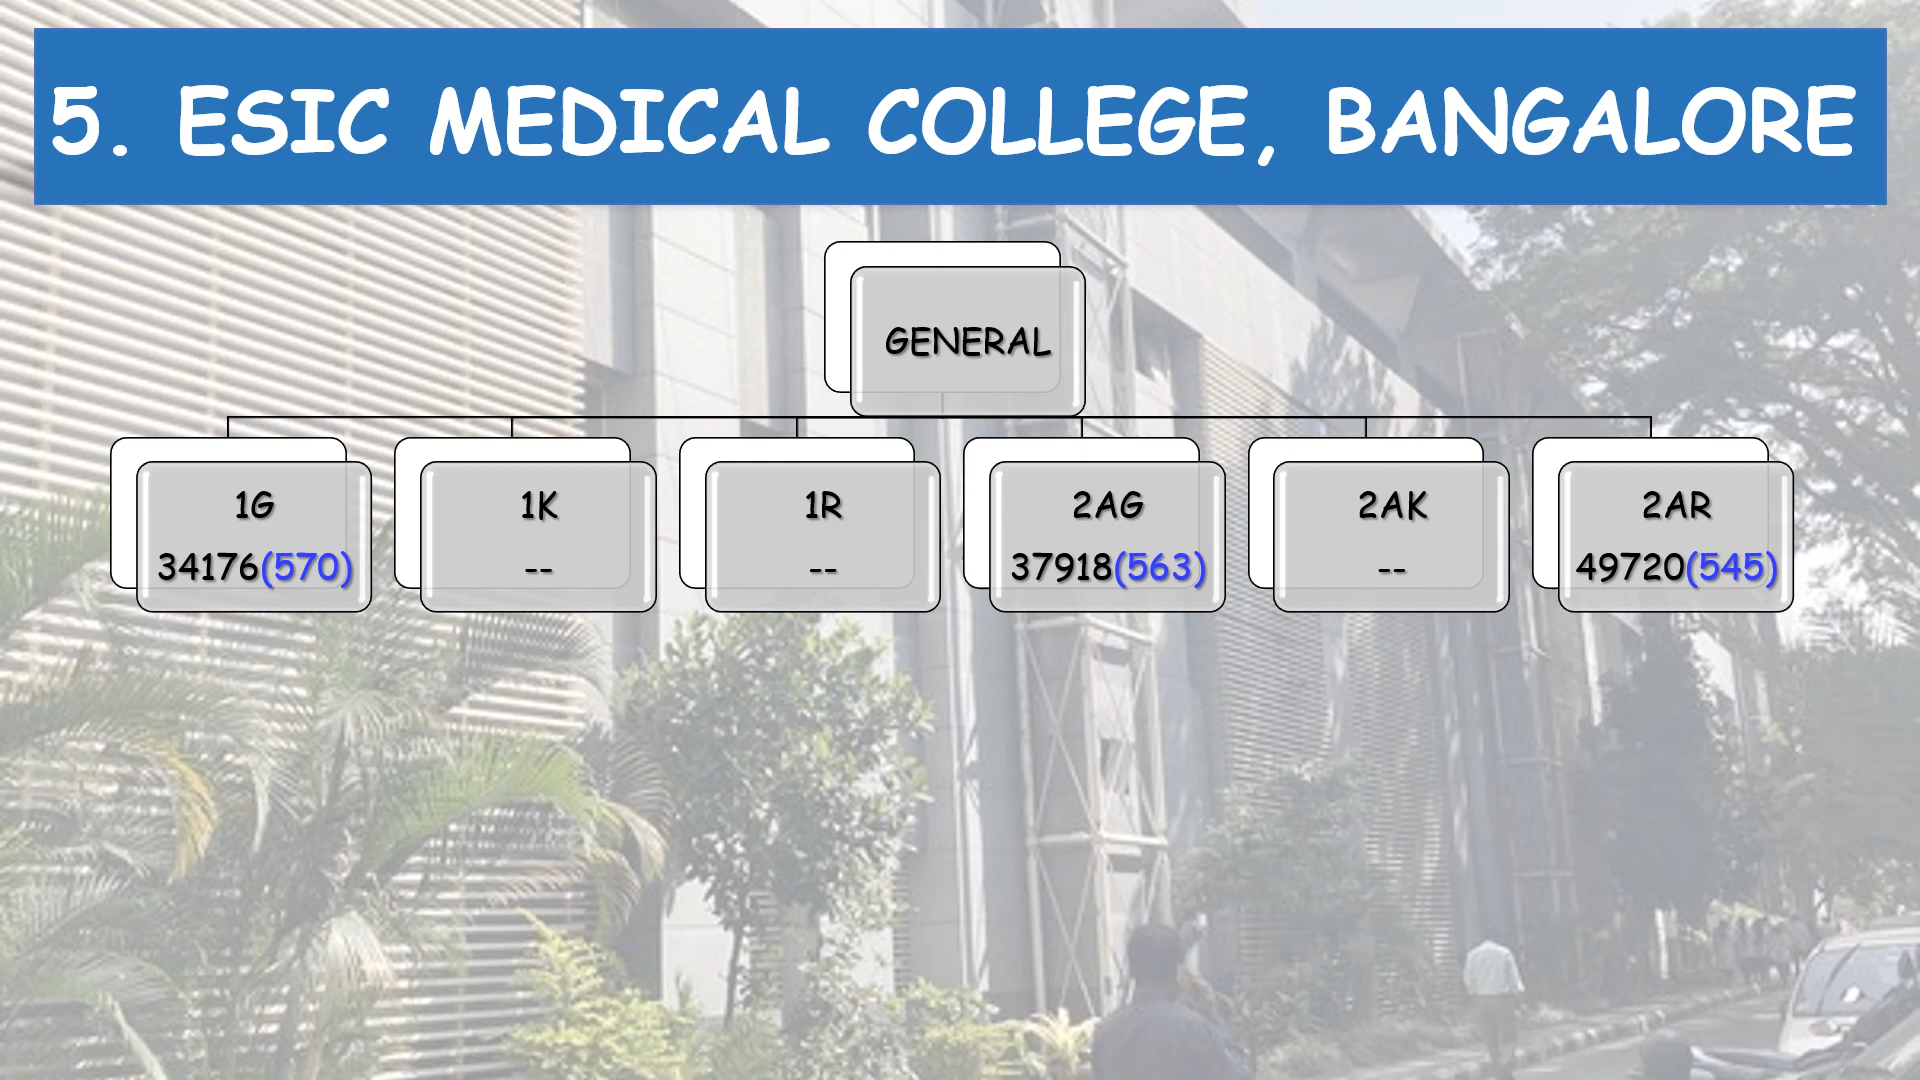 5. ESIC MEDICAL COLLEGE, BANGALORE
GENERAL
1G
34176(570)
1K
--
1R
--
2AG
37918(563)
2AK
--
2AR
49720(545)